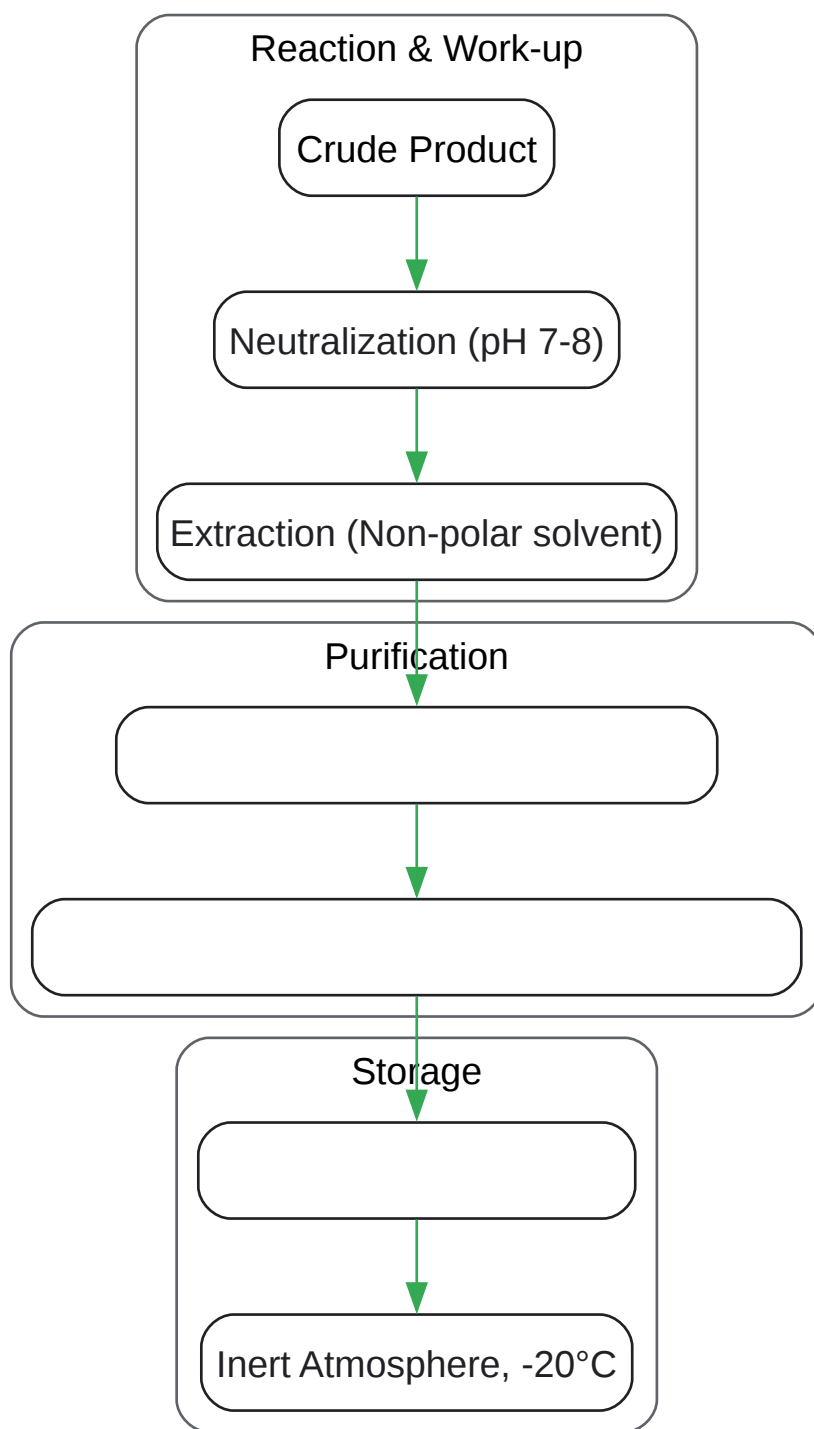 Reaction & Work-up
Crude Product
Neutralization (pH 7-8)
Extraction (Non-polar solvent)
Purification
Storage
Inert Atmosphere, -20°C